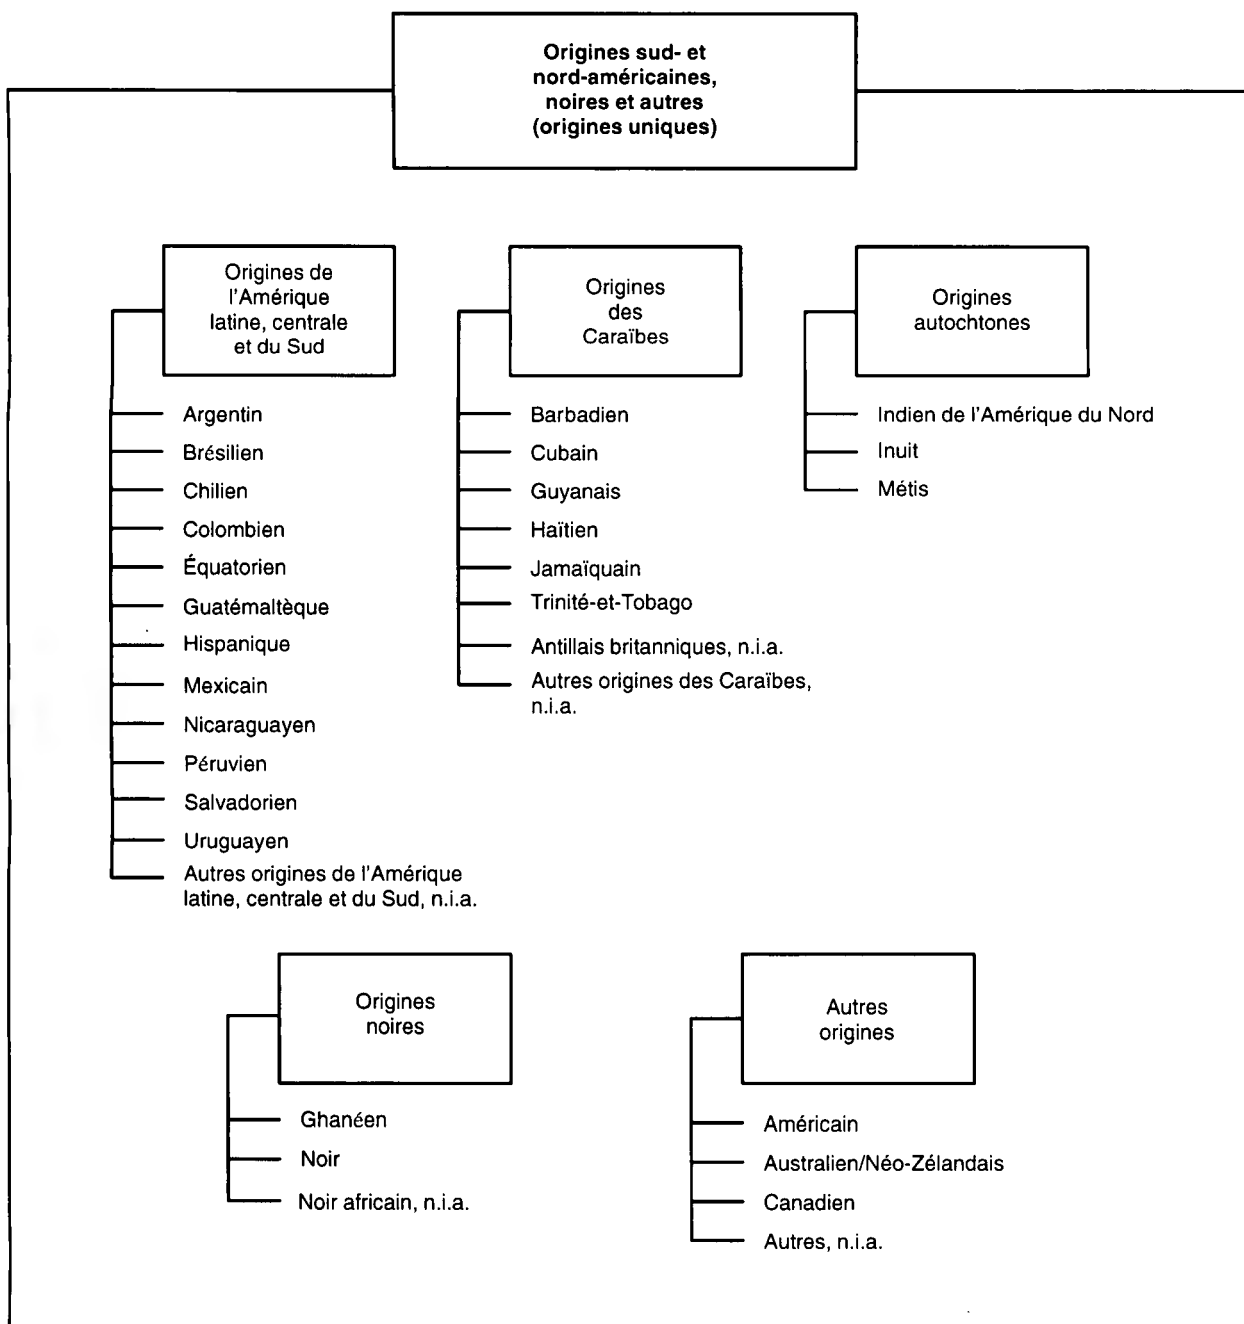 Origines sud- et
nord-américaines,
noires et autres
(origines uniques)
Origines de
l'Amérique
latine, centrale
et du Sud
Argentin
Brésilien
Chilien
Colombien
Équatorien
Guatémaltèque
Hispanique
Mexicain
Nicaraguayen
Péruvien
Salvadorien
Uruguayen
Autres origines de l'Amérique
latine, centrale et du Sud, n.i.a.
Origines
des
Caraïbes
Barbadien
Cubain
Guyanais
Haïtien
Jamaïquain
Trinité-et-Tobago
Antillais britanniques, n.i.a.
Autres origines des Caraïbes,
n.i.a.
Origines
autochtones
Indien de l'Amérique du Nord
Inuit
Métis
Origines
noires
Ghanéen
Noir
Noir africain, n.i.a.
Autres
origines
Américain
Australien/Néo-Zélandais
Canadien
Autres, n.i.a.